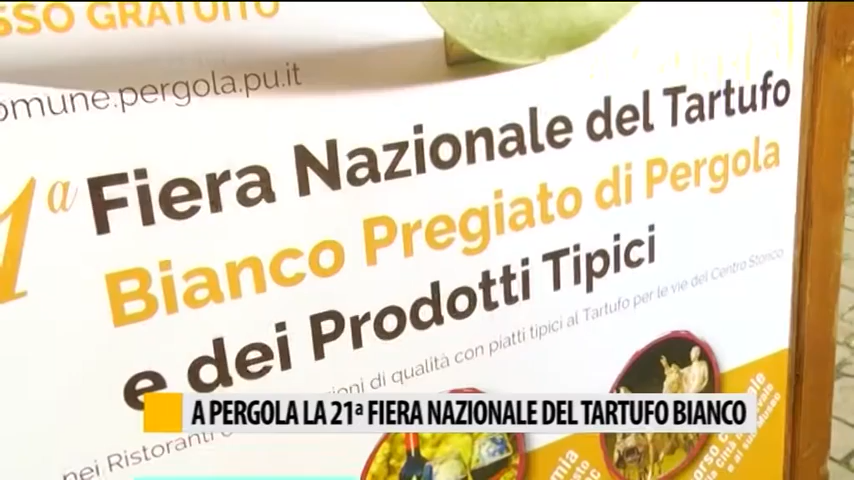 SSO GRATUITO
omune.pergola.pu.it
1ª Fiera Nazionale del Tartufo
Bianco Pregiato di Pergola
e dei Prodotti Tipici
ioni di qualità con piatti tipici al Tartufo per le vie del Centro Storico
nei Ristoranti
A PERGOLA LA 21ª FIERA NAZIONALE DEL TARTUFO BIANCO